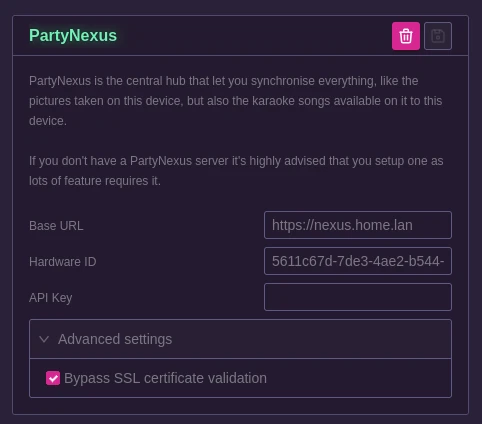 PartyNexus
PartyNexus is the central hub that let you synchronise everything, like the
pictures taken on this device, but also the karaoke songs available on it to this
device.
If you don't have a PartyNexus server it's highly advised that you setup one as
lots of feature requires it.
Base URL
https://nexus.home.lan
Hardware ID
5611c67d-7de3-4ae2-b544-
API Key
Advanced settings
Bypass SSL certificate validation